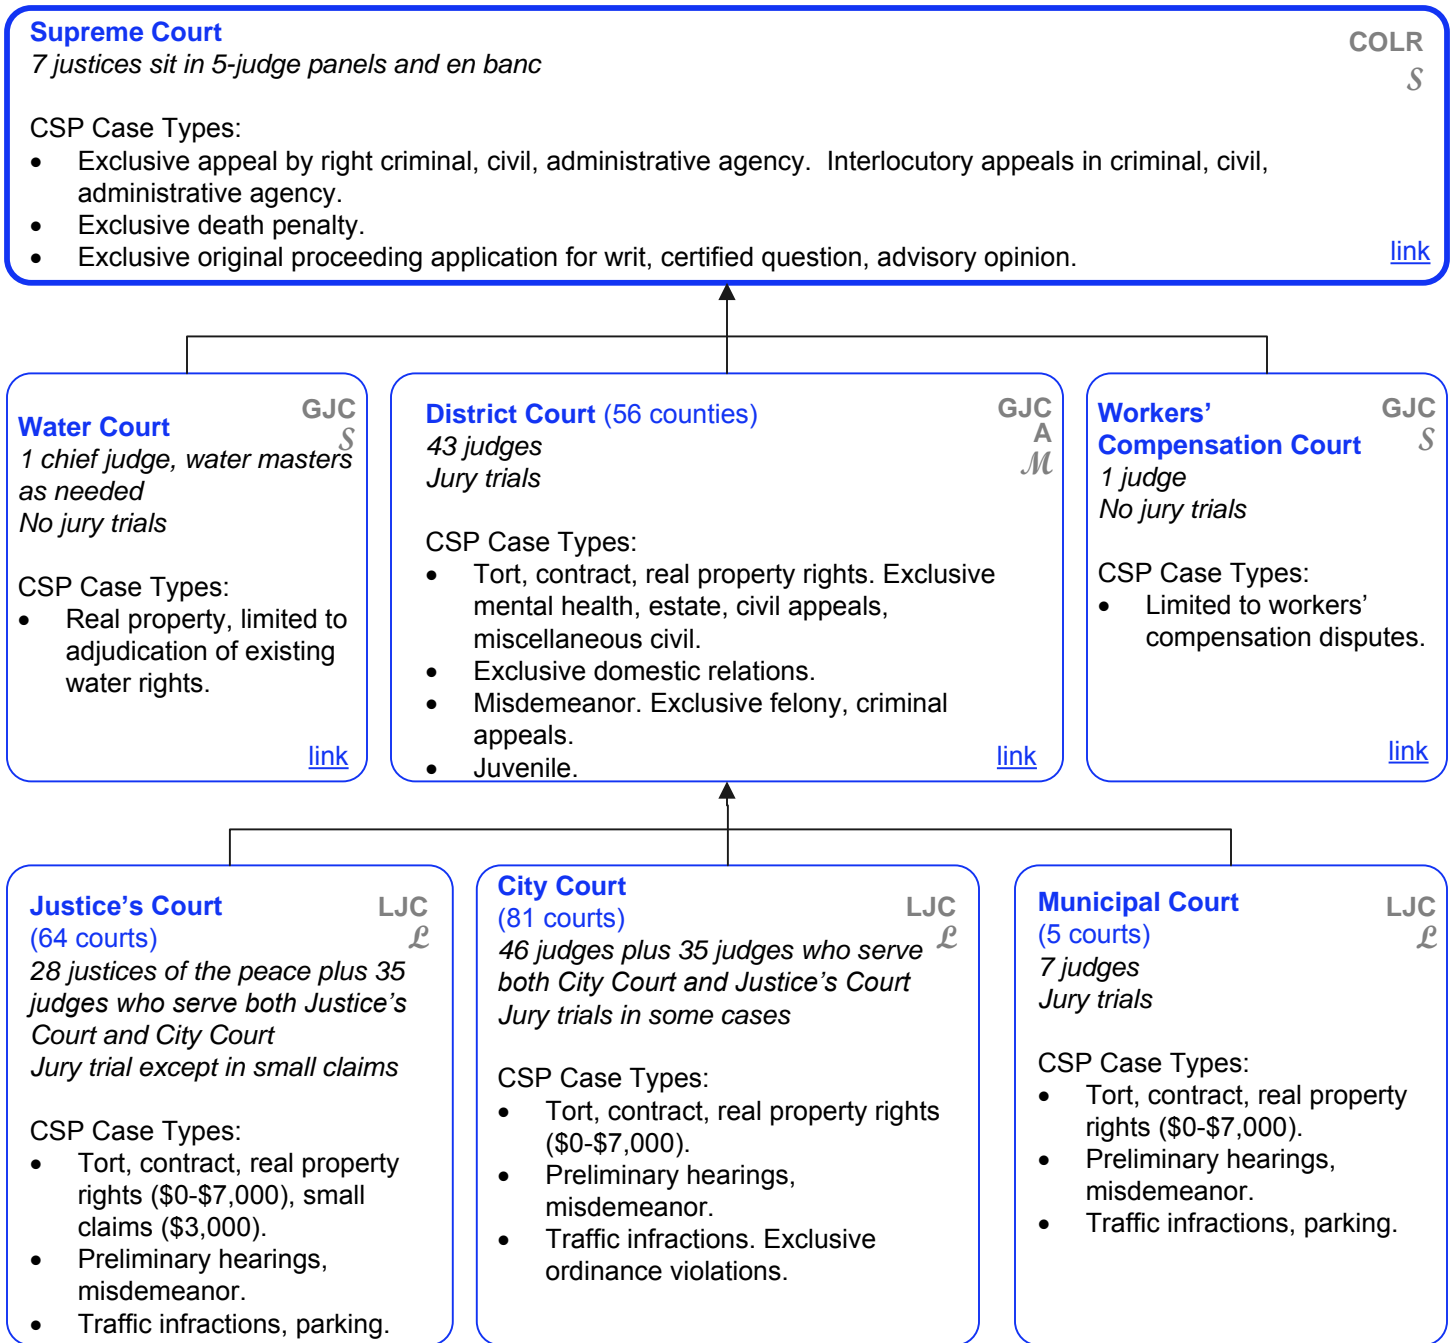 Supreme Court
COLR
7 justices sit in 5-judge panels and en banc
S
CSP Case Types:
• Exclusive appeal by right criminal, civil, administrative agency.  Interlocutory appeals in criminal, civil,
administrative agency.
• Exclusive death penalty.
• Exclusive original proceeding application for writ, certified question, advisory opinion.
link
Water Court
GJC
S
1 chief judge, water masters
as needed
No jury trials
CSP Case Types:
• Real property, limited to
adjudication of existing
water rights.
link
District Court (56 counties)
GJC
A
M
43 judges
Jury trials
CSP Case Types:
• Tort, contract, real property rights. Exclusive
mental health, estate, civil appeals,
miscellaneous civil.
• Exclusive domestic relations.
• Misdemeanor. Exclusive felony, criminal
appeals.
• Juvenile.
link
Workers’
Compensation Court
GJC
S
1 judge
No jury trials
CSP Case Types:
• Limited to workers’
compensation disputes.
link
Justice’s Court
(64 courts)
LJC
L
28 justices of the peace plus 35
judges who serve both Justice’s
Court and City Court
Jury trial except in small claims
CSP Case Types:
• Tort, contract, real property
rights ($0-$7,000), small
claims ($3,000).
• Preliminary hearings,
misdemeanor.
• Traffic infractions, parking.
City Court
(81 courts)
LJC
L
46 judges plus 35 judges who serve
both City Court and Justice’s Court
Jury trials in some cases
CSP Case Types:
• Tort, contract, real property rights
($0-$7,000).
• Preliminary hearings,
misdemeanor.
• Traffic infractions. Exclusive
ordinance violations.
Municipal Court
(5 courts)
LJC
L
7 judges
Jury trials
CSP Case Types:
• Tort, contract, real property
rights ($0-$7,000).
• Preliminary hearings,
misdemeanor.
• Traffic infractions, parking.